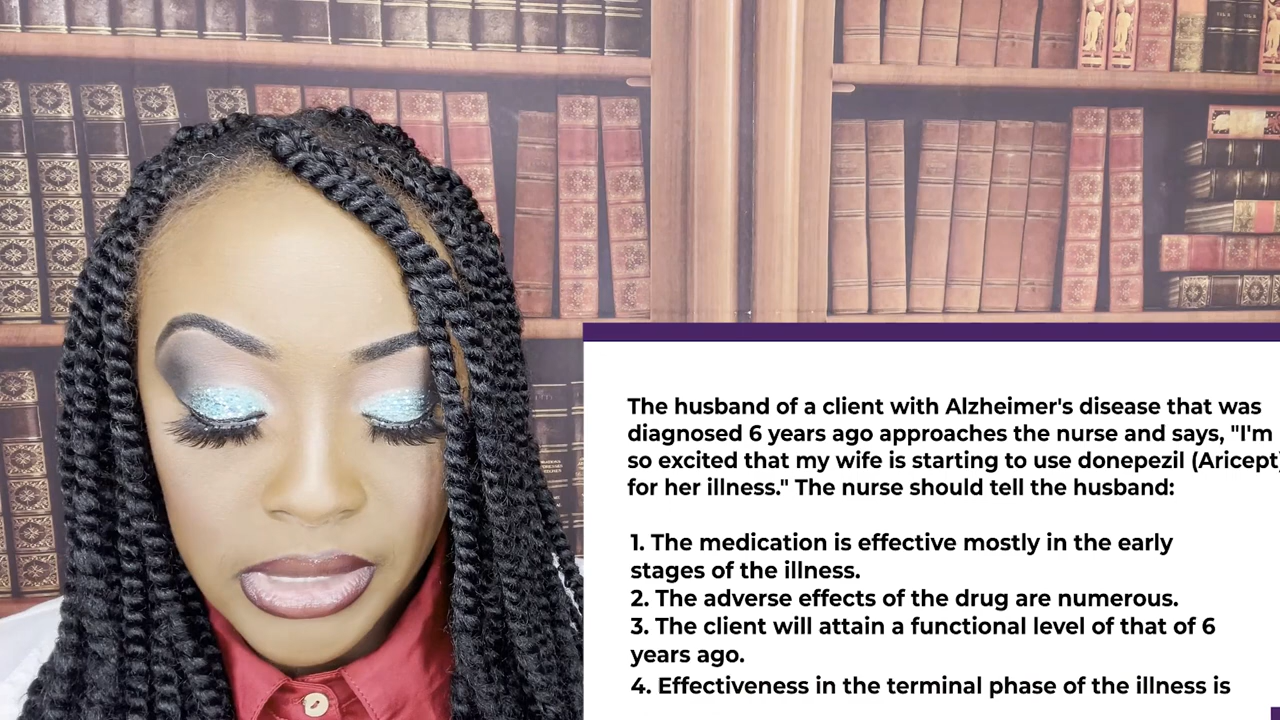 The husband of a client with Alzheimer's disease that was
diagnosed 6 years ago approaches the nurse and says, "I'm
so excited that my wife is starting to use donepezil (Aricept)
for her illness." The nurse should tell the husband:
1. The medication is effective mostly in the early
stages of the illness.
2. The adverse effects of the drug are numerous.
3. The client will attain a functional level of that of 6
years ago.
4. Effectiveness in the terminal phase of the illness is